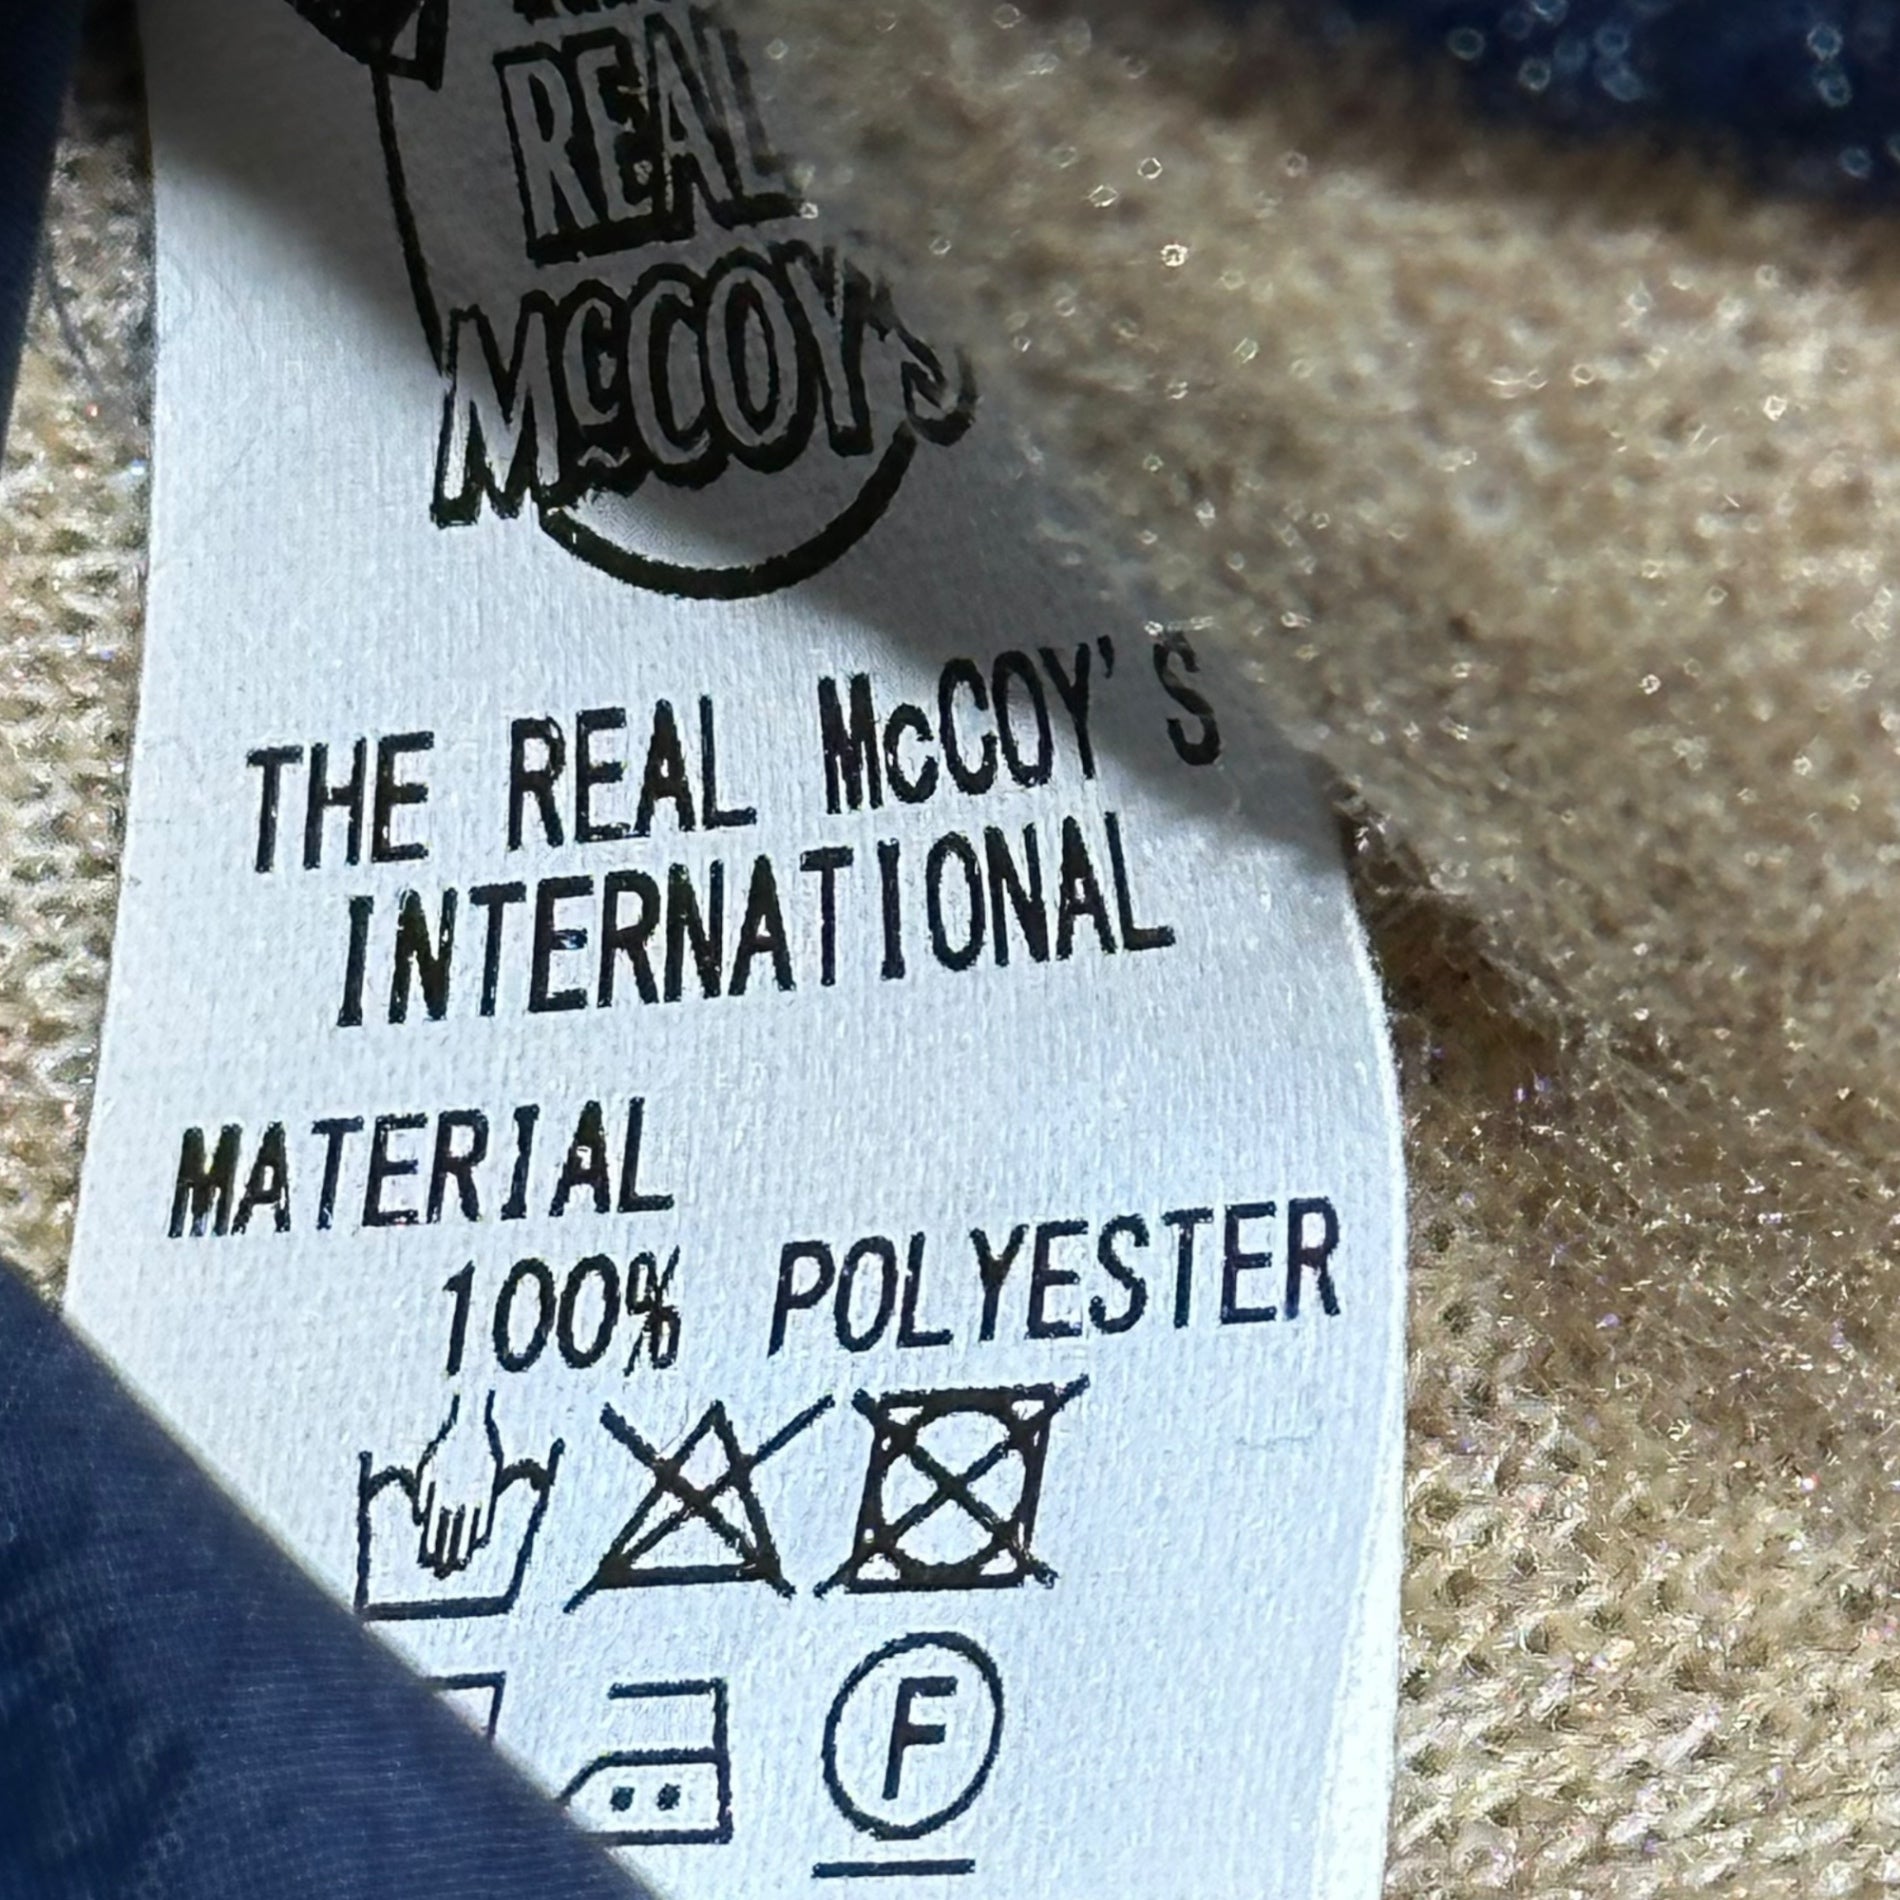 REAL
McCOY'S
THE REAL McCOY'S
INTERNATIONAL
MATERIAL
100% POLYESTER
F